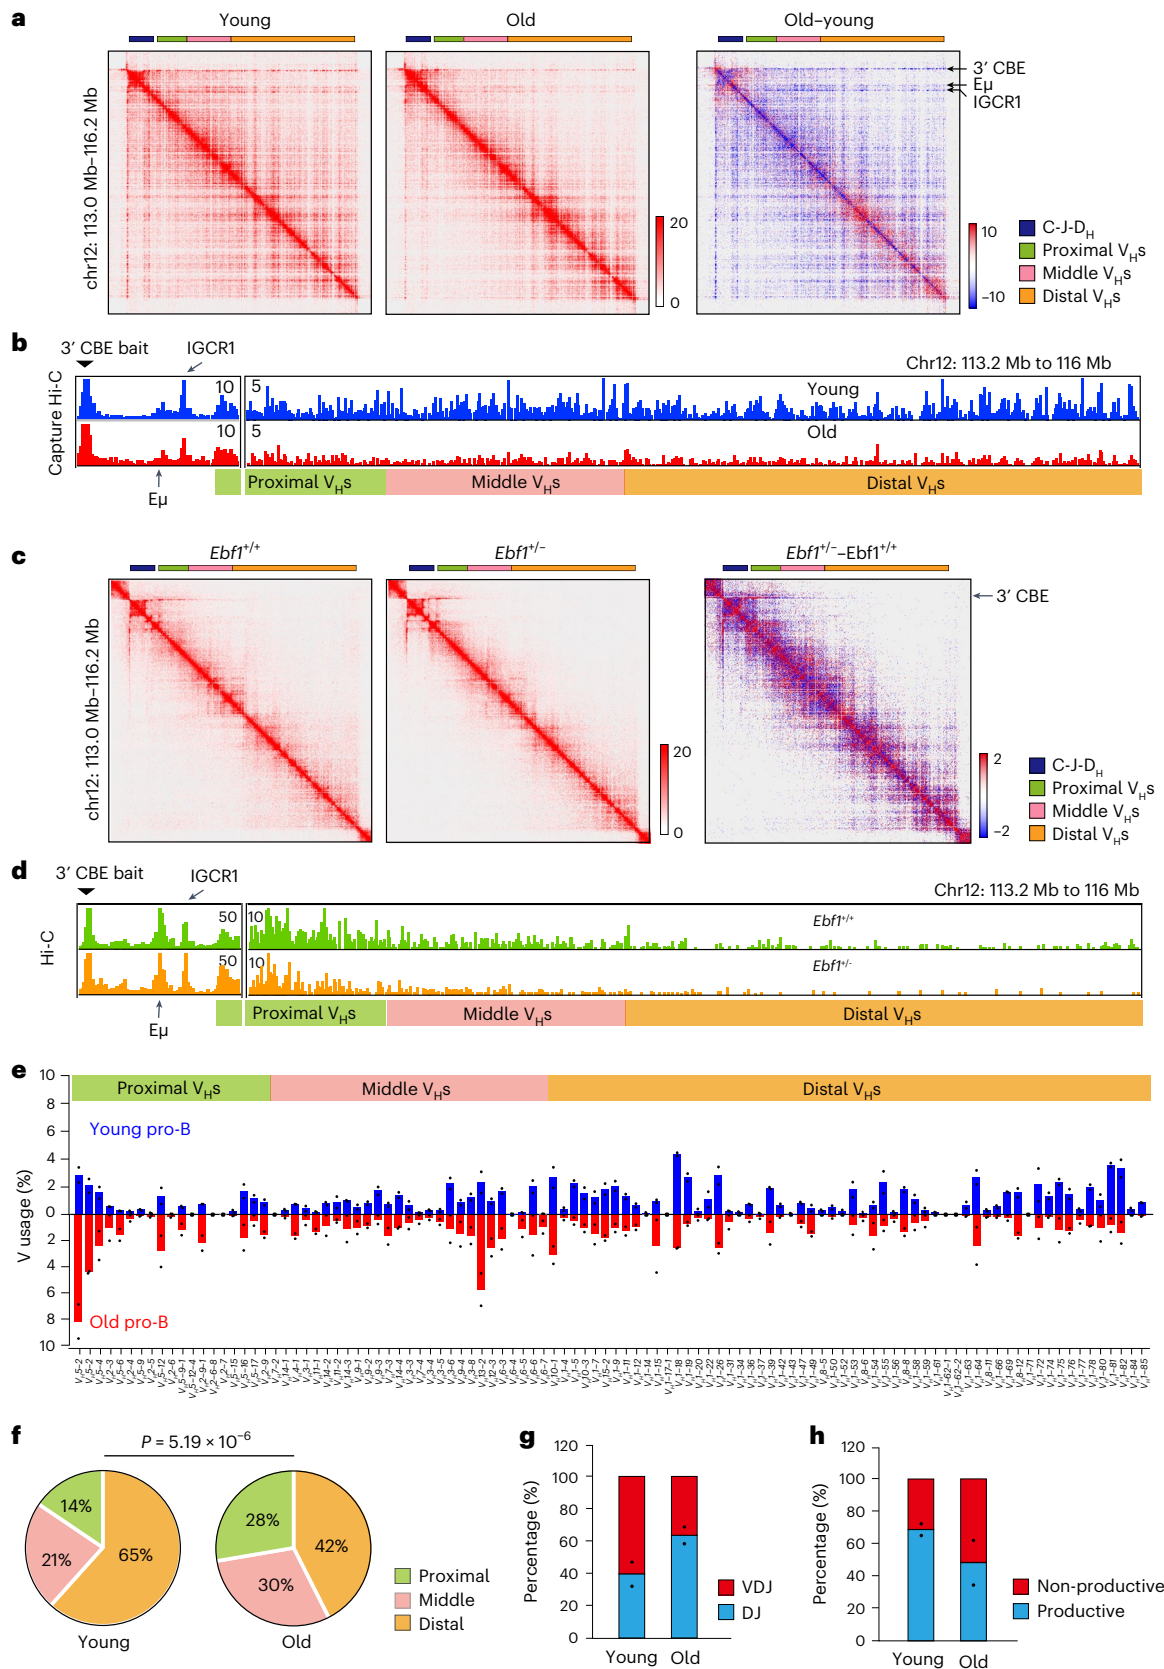 a
Young
Old
Old–young
chr12: 113.0 Mb–116.2 Mb
3′ CBE
Eμ
IGCR1
20
0
10
–10
C-J-DH
Proximal VHs
Middle VHs
Distal VHs
b
3′ CBE bait
IGCR1
Chr12: 113.2 Mb to 116 Mb
Capture Hi-C
10
5
Young
10
5
Old
Eμ
Proximal VHs
Middle VHs
Distal VHs
c
Ebf1+/+
Ebf1+/–
Ebf1+/––Ebf1+/+
chr12: 113.0 Mb–116.2 Mb
3′ CBE
20
0
2
–2
C-J-DH
Proximal VHs
Middle VHs
Distal VHs
d
3′ CBE bait
IGCR1
Chr12: 113.2 Mb to 116 Mb
Hi-C
50
10
Ebf1+/+
50
10
Ebf1+/-
Eμ
Proximal VHs
Middle VHs
Distal VHs
e
V usage (%)
10
8
6
4
2
0
2
4
6
8
10
Proximal VHs
Middle VHs
Distal VHs
Young pro-B
Old pro-B
f
P = 5.19 × 10−6
14%
21%
65%
Young
28%
30%
42%
Old
Proximal
Middle
Distal
g
Percentage (%)
120
100
80
60
40
20
0
Young
Old
VDJ
DJ
h
Percentage (%)
120
100
80
60
40
20
0
Young
Old
Non-productive
Productive